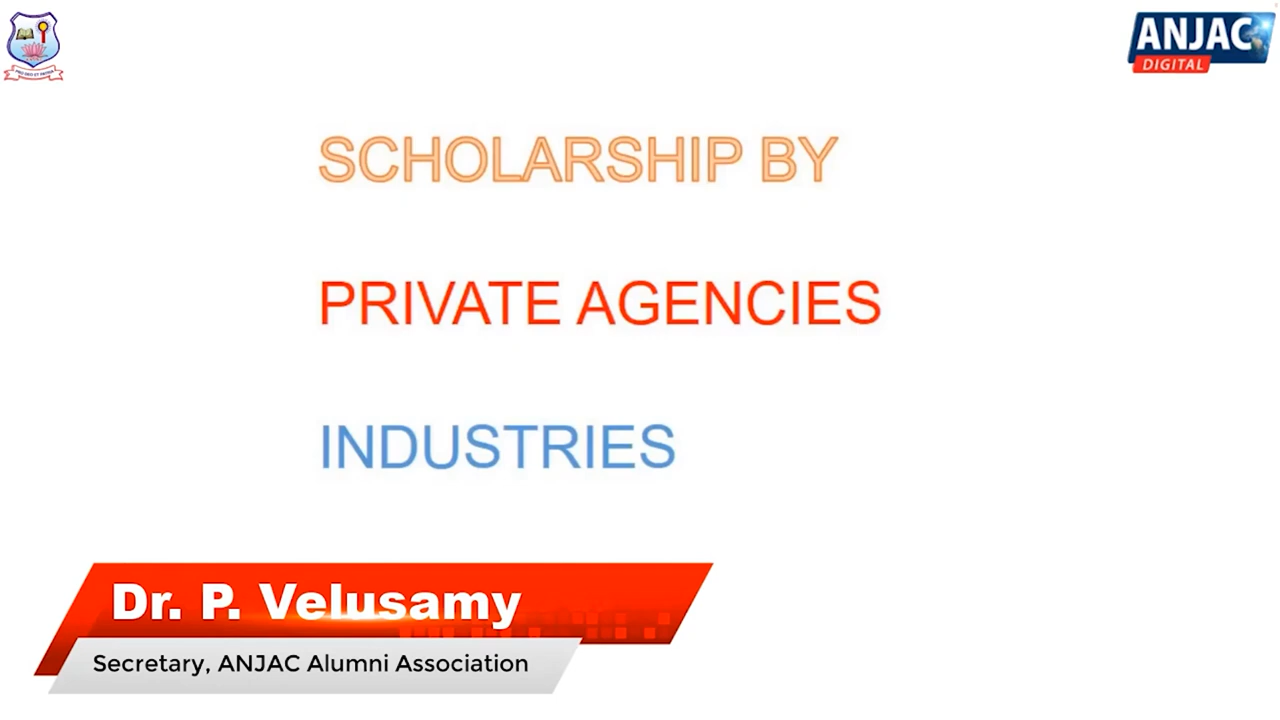 ANJAC
DIGITAL
SCHOLARSHIP BY
PRIVATE AGENCIES
INDUSTRIES
Dr. P. Velusamy
Secretary, ANJAC Alumni Association